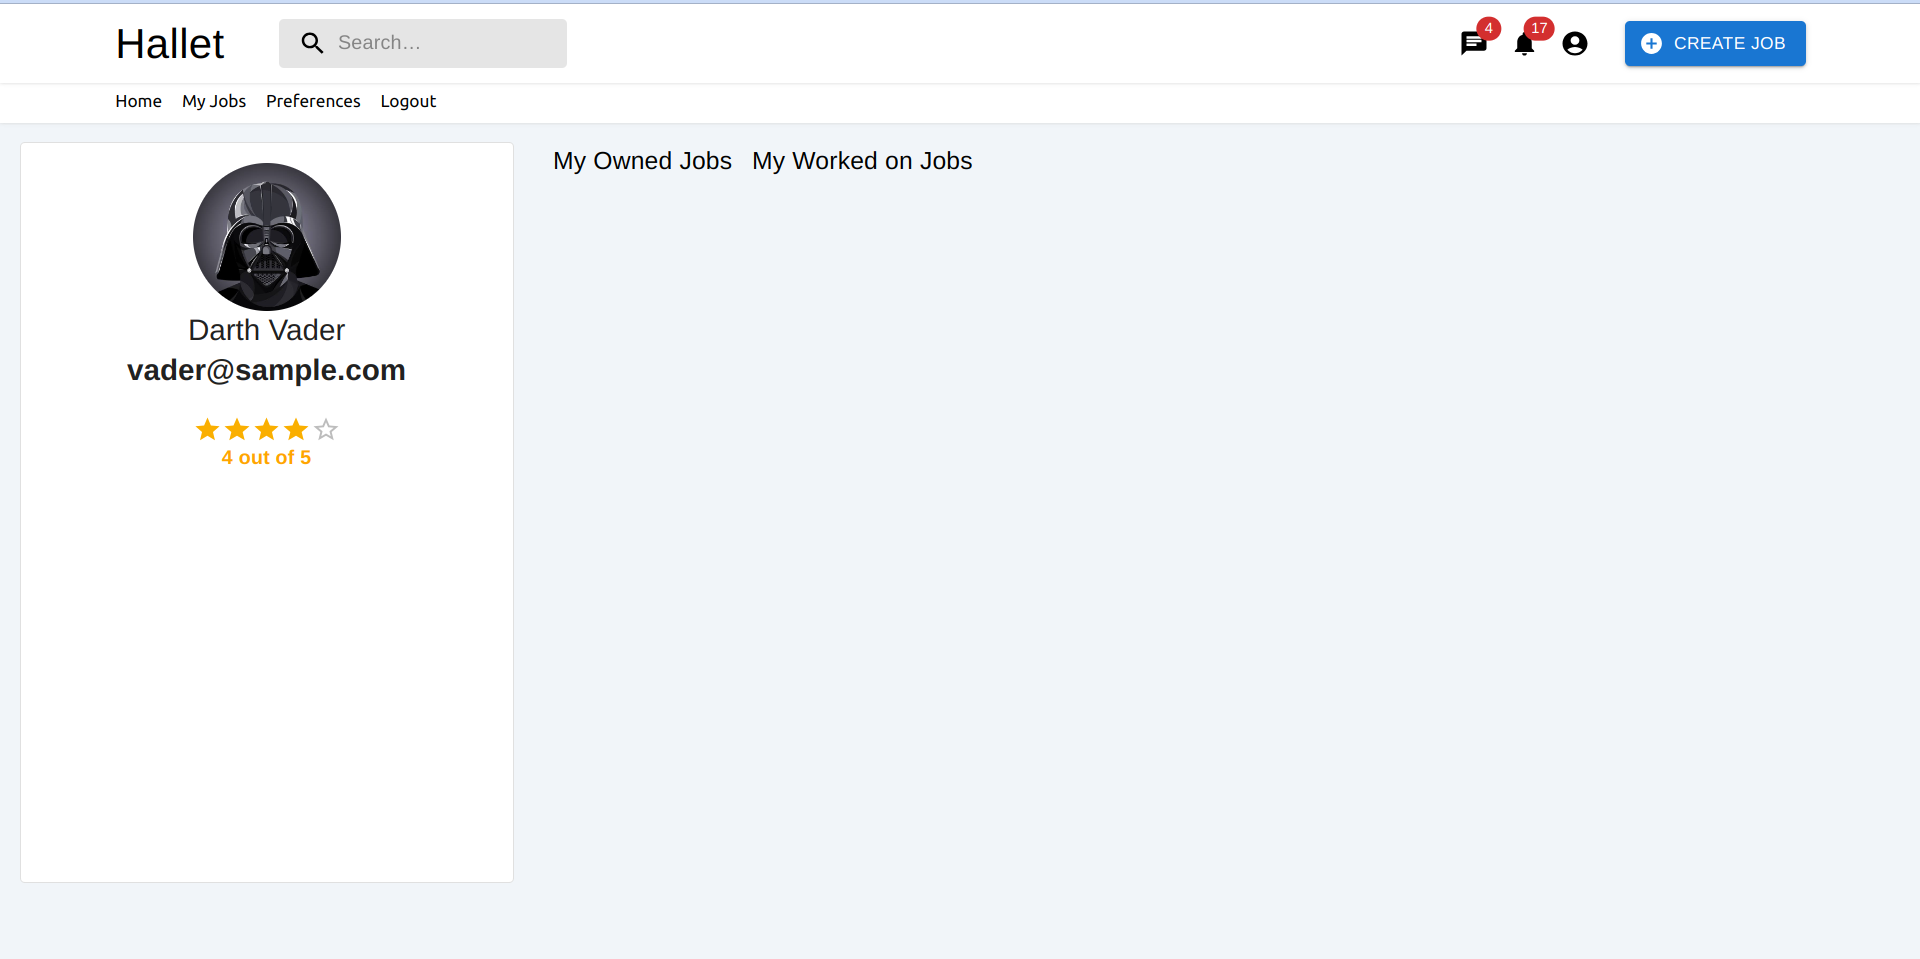 Hallet
Search...
4
17
CREATE JOB
Home My Jobs Preferences Logout
My Owned Jobs My Worked on Jobs
Darth Vader
vader@sample.com
4 out of 5